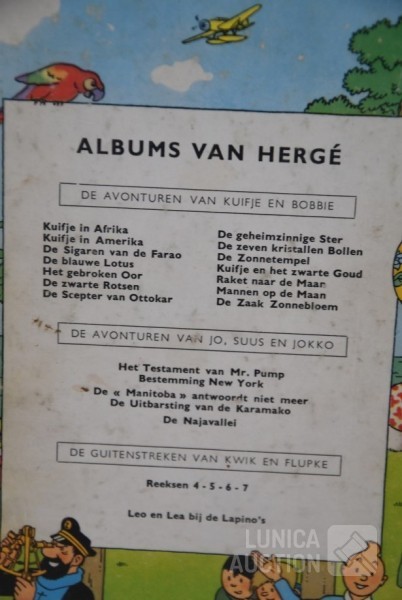 ALBUMS VAN HERGÉ
DE AVONTUREN VAN KUIFJE EN BOBBIE
Kuifje in Afrika
Kuifje in Amerika
De Sigaren van de Farao
De blauwe Lotus
Het gebroken Oor
De zwarte Rotsen
De Scepter van Ottokar
De geheimzinnige Ster
De zeven kristallen Bollen
De Zonnetempel
Kuifje en het zwarte Goud
Raket naar de Maan
Mannen op de Maan
De Zaak Zonnebloem
DE AVONTUREN VAN JO, SUUS EN JOKKO
Het Testament van Mr. Pump
Bestemming New York
De « Manitoba » antwoordt niet meer
De Uitbarsting van de Karamako
De Najavallei
DE GUITENSTREKEN VAN KWIK EN FLUPKE
Reeksen 4 - 5 - 6 - 7
Leo en Lea bij de Lapino's
LUNICA
AUCTION